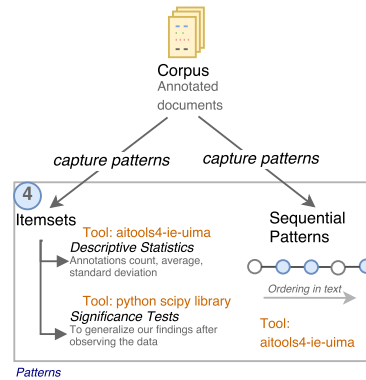 Corpus
Annotated
documents
capture patterns
capture patterns
4
Itemsets
Tool: aitools4-ie-uima
Descriptive Statistics
Annotations count, average,
standard deviation
Tool: python scipy library
Significance Tests
To generalize our findings after
observing the data
Sequential
Patterns
Ordering in text
Tool:
aitools4-ie-uima
Patterns